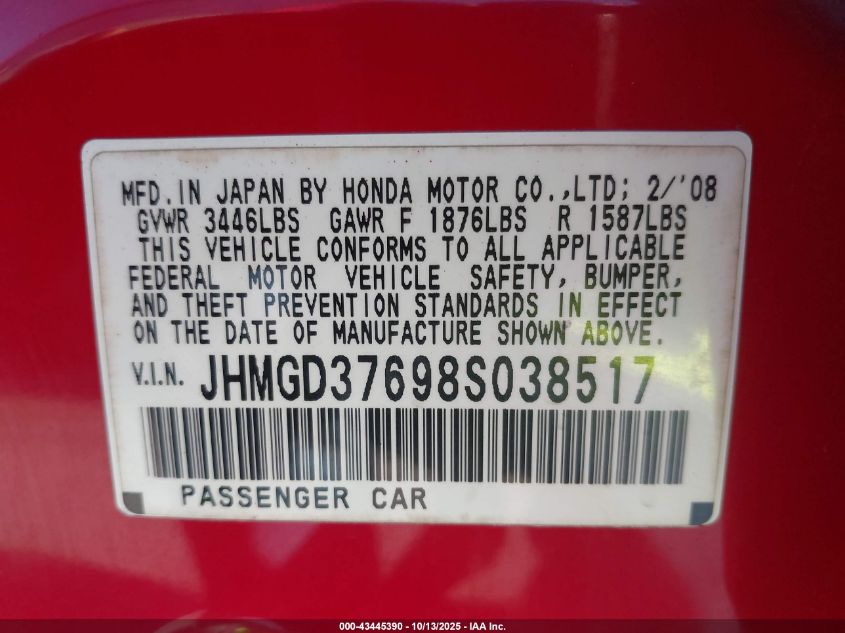 MFD.IN JAPAN BY HONDA MOTOR CO.,LTD; 2/'08
GVWR 3446LBS GAWR F 1876LBS R 1587LBS
THIS VEHICLE CONFORMS TO ALL APPLICABLE
FEDERAL MOTOR VEHICLE SAFETY, BUMPER,
AND THEFT PREVENTION STANDARDS IN EFFECT
ON THE DATE OF MANUFACTURE SHOWN ABOVE.
V.I.N. JHMGD37698S038517
PASSENGER CAR
000-43445390 - 10/13/2025 - IAA Inc.